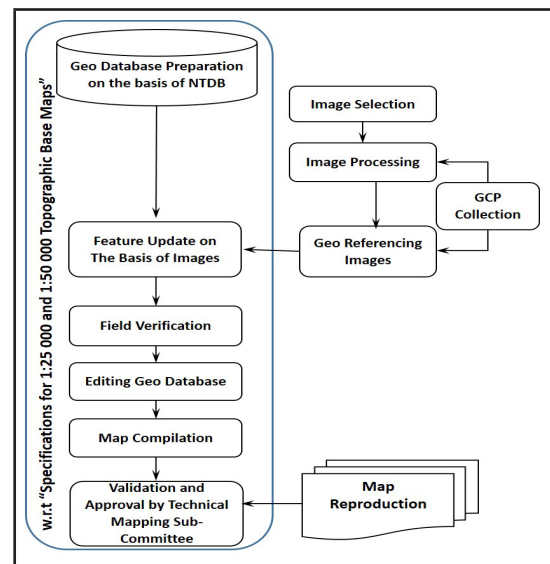 w.r.t "Specifications for 1:25 000 and 1:50 000 Topographic Base Maps"
Geo Database Preparation
on the basis of NTDB
Image Selection
Image Processing
GCP
Collection
Feature Update on
The Basis of Images
Geo Referencing
Images
Field Verification
Editing Geo Database
Map Compilation
Validation and
Approval by Technical
Mapping Sub-
Committee
Map
Reproduction